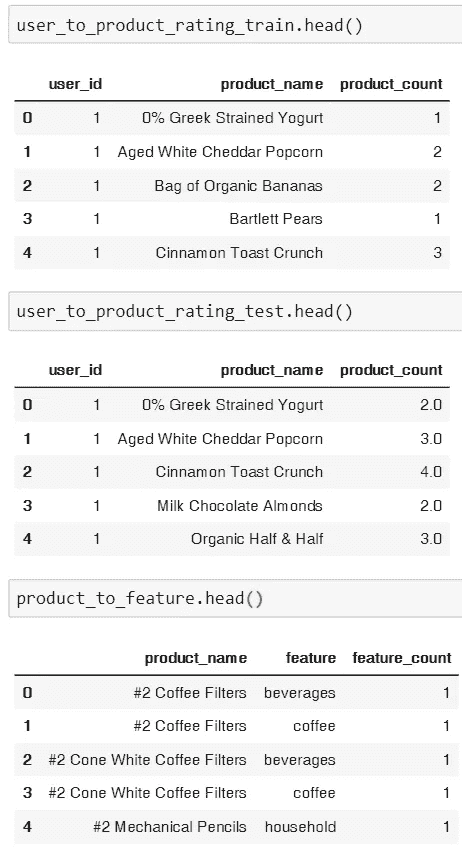 user_to_product_rating_train.head()
user_id product_name product_count
0 1 0% Greek Strained Yogurt 1
1 1 Aged White Cheddar Popcorn 2
2 1 Bag of Organic Bananas 2
3 1 Bartlett Pears 1
4 1 Cinnamon Toast Crunch 3
user_to_product_rating_test.head()
user_id product_name product_count
0 1 0% Greek Strained Yogurt 2.0
1 1 Aged White Cheddar Popcorn 3.0
2 1 Cinnamon Toast Crunch 4.0
3 1 Milk Chocolate Almonds 2.0
4 1 Organic Half & Half 3.0
product_to_feature.head()
product_name feature feature_count
0 #2 Coffee Filters beverages 1
1 #2 Coffee Filters coffee 1
2 #2 Cone White Coffee Filters beverages 1
3 #2 Cone White Coffee Filters coffee 1
4 #2 Mechanical Pencils household 1